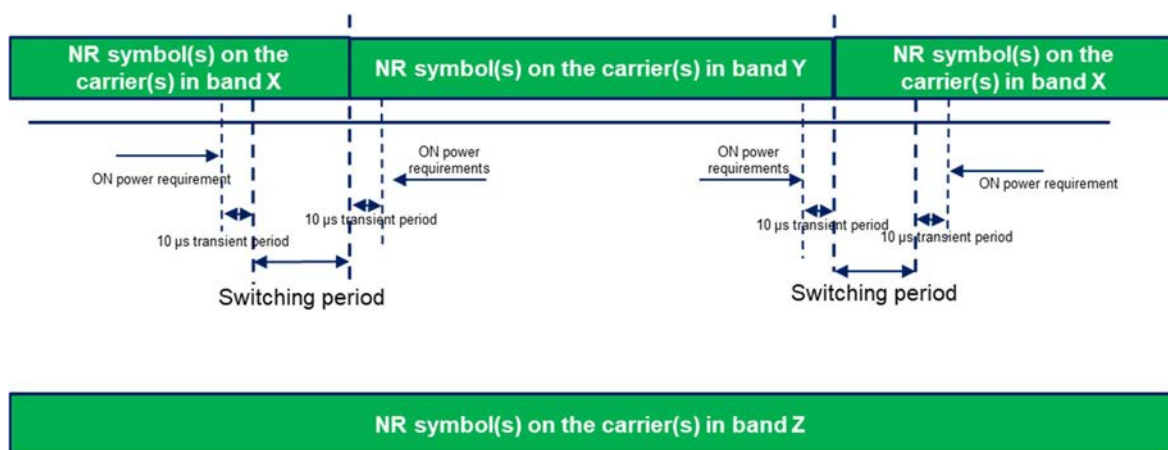 NR symbol(s) on the
carrier(s) in band X
NR symbol(s) on the carrier(s) in band Y
NR symbol(s) on the
carrier(s) in band X
ON power requirement
10 µs transient period
Switching period
ON power
requirements
10 µs transient period
ON power
requirements
10 µs transient period
Switching period
ON power requirement
10 µs transient period
NR symbol(s) on the carrier(s) in band Z